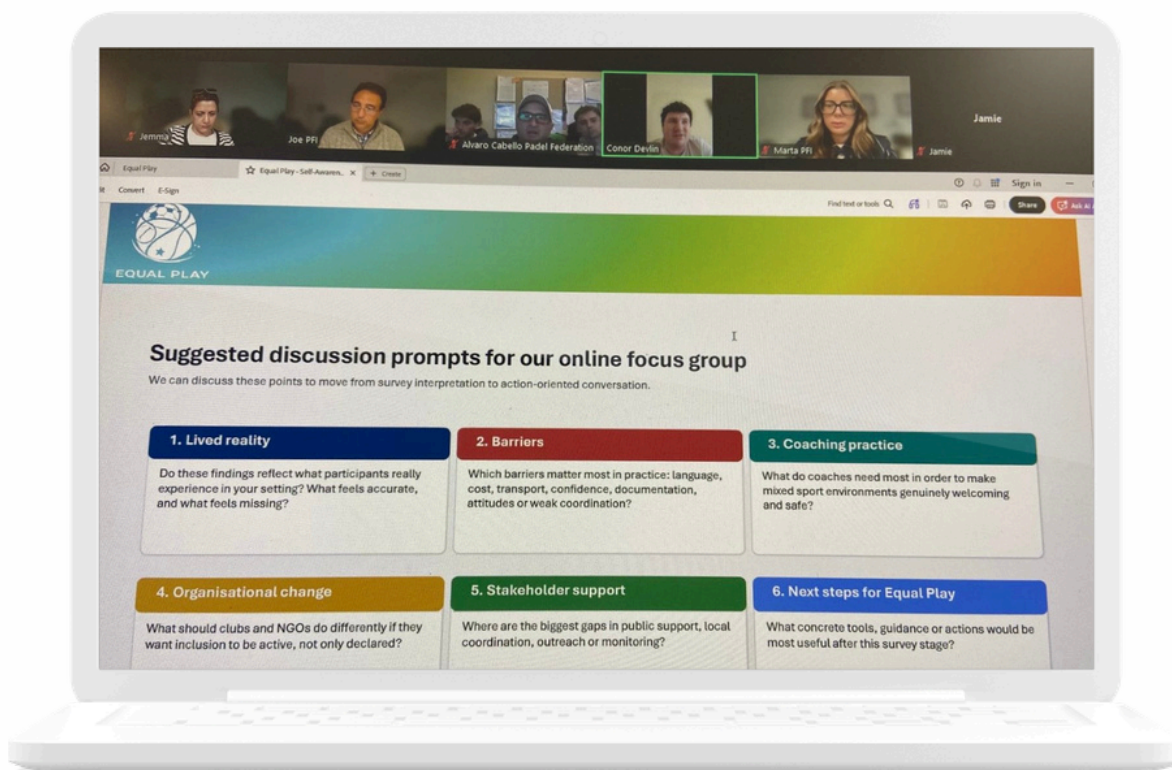 Jemma
Joe PFI
Alvaro Cabello Padel Federation
Conor Devlin
Marta PFI
Jamie
Jamie
Equal Play
Equal Play - Self-Awaren...
+ Create
Convert E-Sign
Sign in
Find text or tools
Share
Ask AI
EQUAL PLAY
Suggested discussion prompts for our online focus group
We can discuss these points to move from survey interpretation to action-oriented conversation.
1. Lived reality
Do these findings reflect what participants really
experience in your setting? What feels accurate,
and what feels missing?
2. Barriers
Which barriers matter most in practice: language,
cost, transport, confidence, documentation,
attitudes or weak coordination?
3. Coaching practice
What do coaches need most in order to make
mixed sport environments genuinely welcoming
and safe?
4. Organisational change
What should clubs and NGOs do differently if they
want inclusion to be active, not only declared?
5. Stakeholder support
Where are the biggest gaps in public support, local
coordination, outreach or monitoring?
6. Next steps for Equal Play
What concrete tools, guidance or actions would be
most useful after this survey stage?